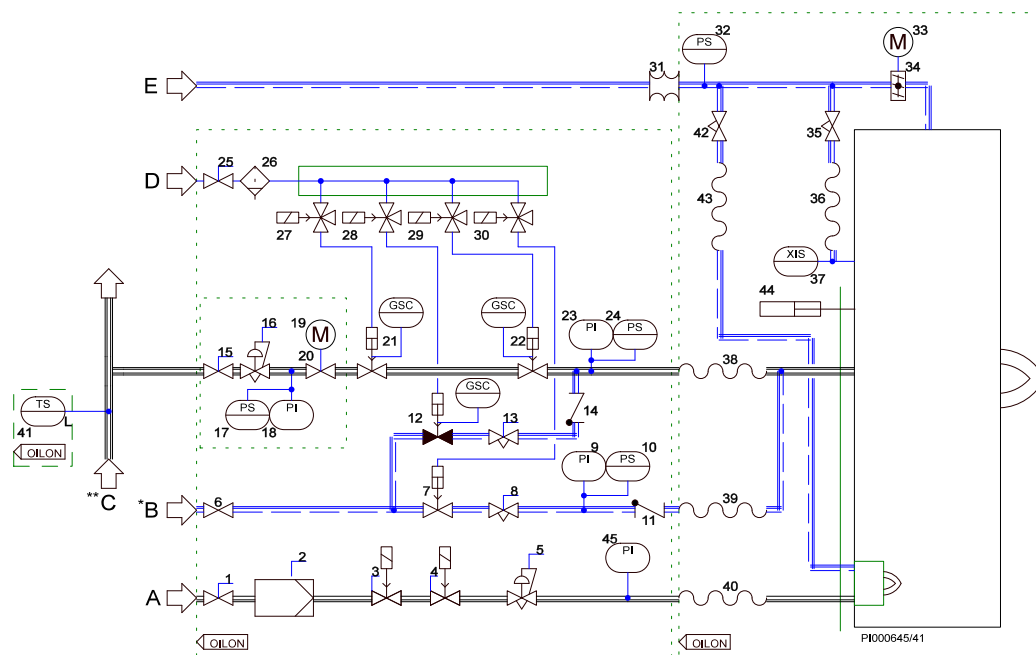 32
33
PS
M
31
34
E
42
35
25
26
D
43
36
27
28
29
30
XIS
37
44
GSC
GSC
16
19
23
24
M
PI
PS
15
20
21
22
38
TS
L
41
PS
PI
17
18
OILON
GSC
12
13
14
**C
9
10
PI
PS
*B
6
7
8
11
39
45
5
2
PI
A
1
3
4
40
OILON
OILON
PI000645/41